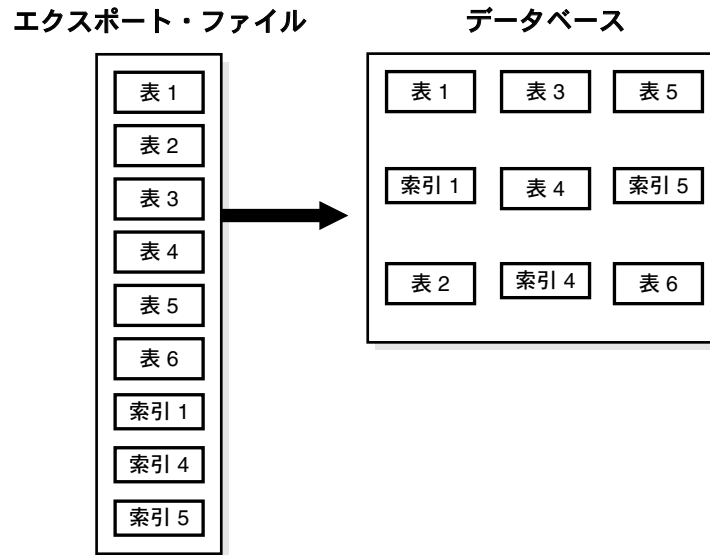 エクスポート・ファイル
表 1
表 2
表 3
表 4
表 5
表 6
索引 1
索引 4
索引 5
データベース
表 1 表 3 表 5
索引 1 表 4 索引 5
表 2 索引 4 表 6